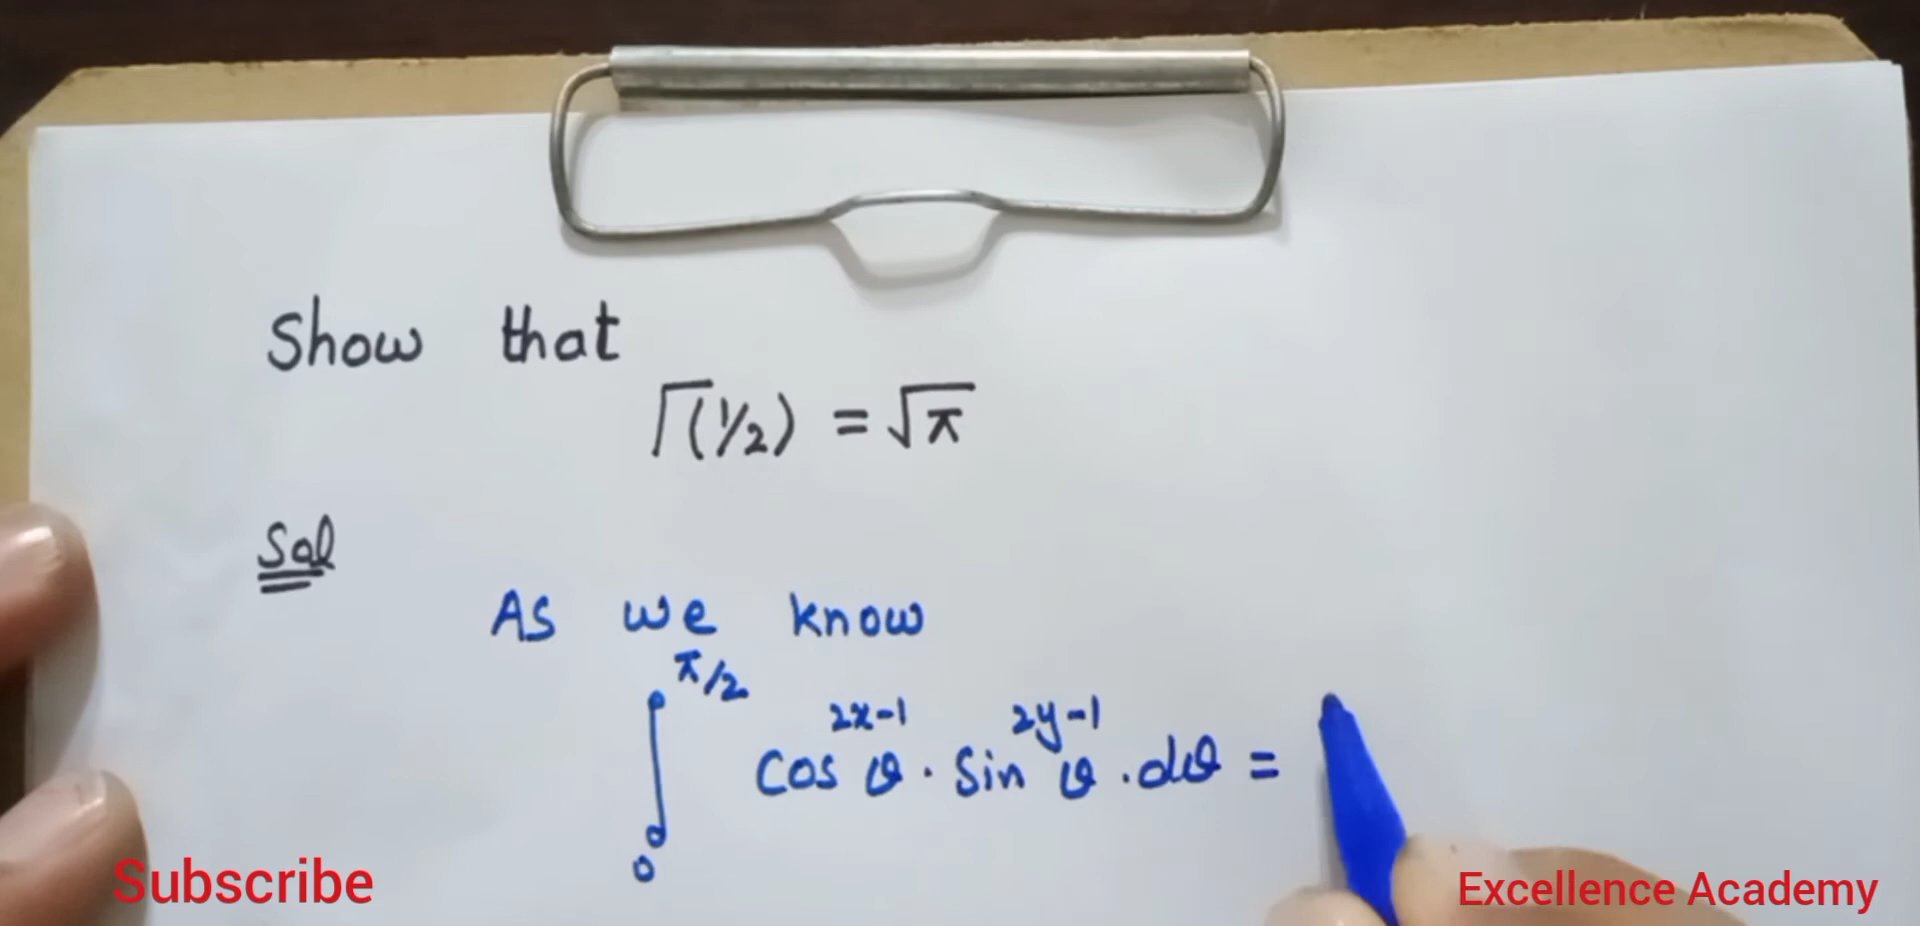 Show that
Γ(1/2) = √π
Sol
As we know
∫₀^π/2 cos^2x-1 θ . sin^2y-1 θ . dθ =
Subscribe
Excellence Academy